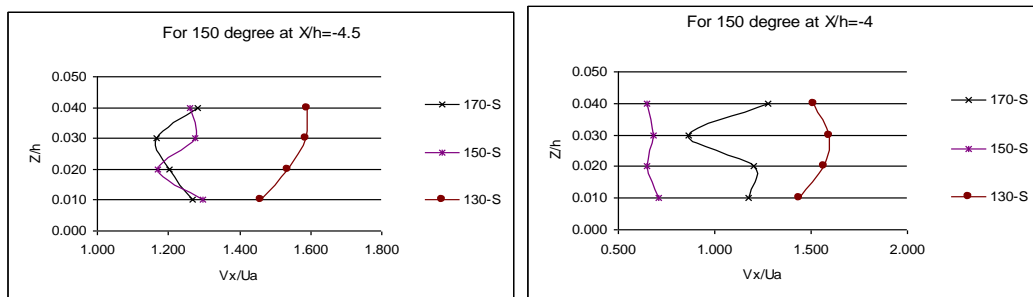 For 150 degree at X/h=-4.5
0.050
0.040
0.030
0.020
0.010
0.000
Z/h
1.000 1.200 1.400 1.600 1.800
Vx/Ua
170-S
150-S
130-S
For 150 degree at X/h=-4
0.050
0.040
0.030
0.020
0.010
0.000
Z/h
0.500 1.000 1.500 2.000
Vx/Ua
170-S
150-S
130-S